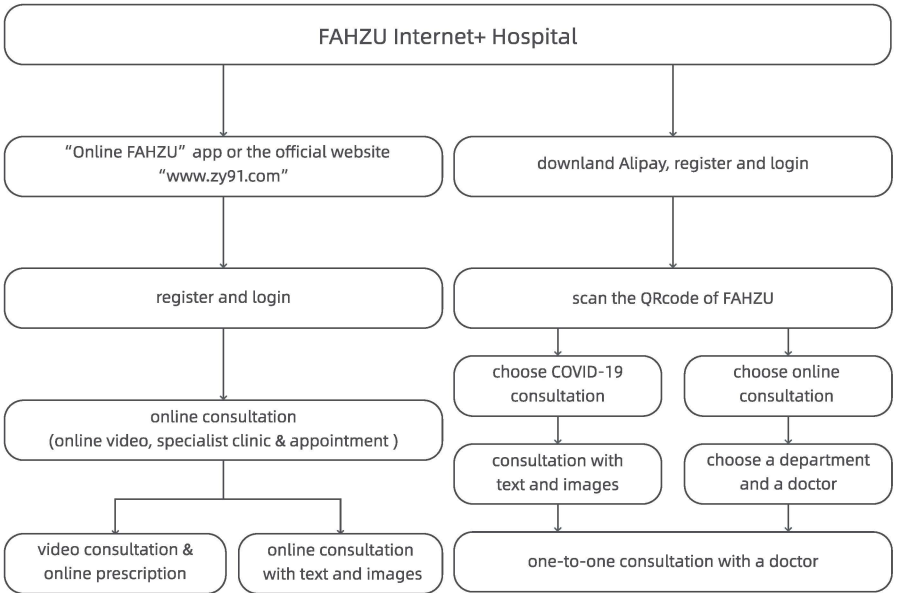 FAHZU Internet+ Hospital
“Online FAHZU” app or the official website
“www.zy91.com”
register and login
online consultation
(online video, specialist clinic & appointment )
video consultation &
online prescription
online consultation
with text and images
downland Alipay, register and login
scan the QRcode of FAHZU
choose COVID-19
consultation
consultation with
text and images
choose online
consultation
choose a department
and a doctor
one-to-one consultation with a doctor